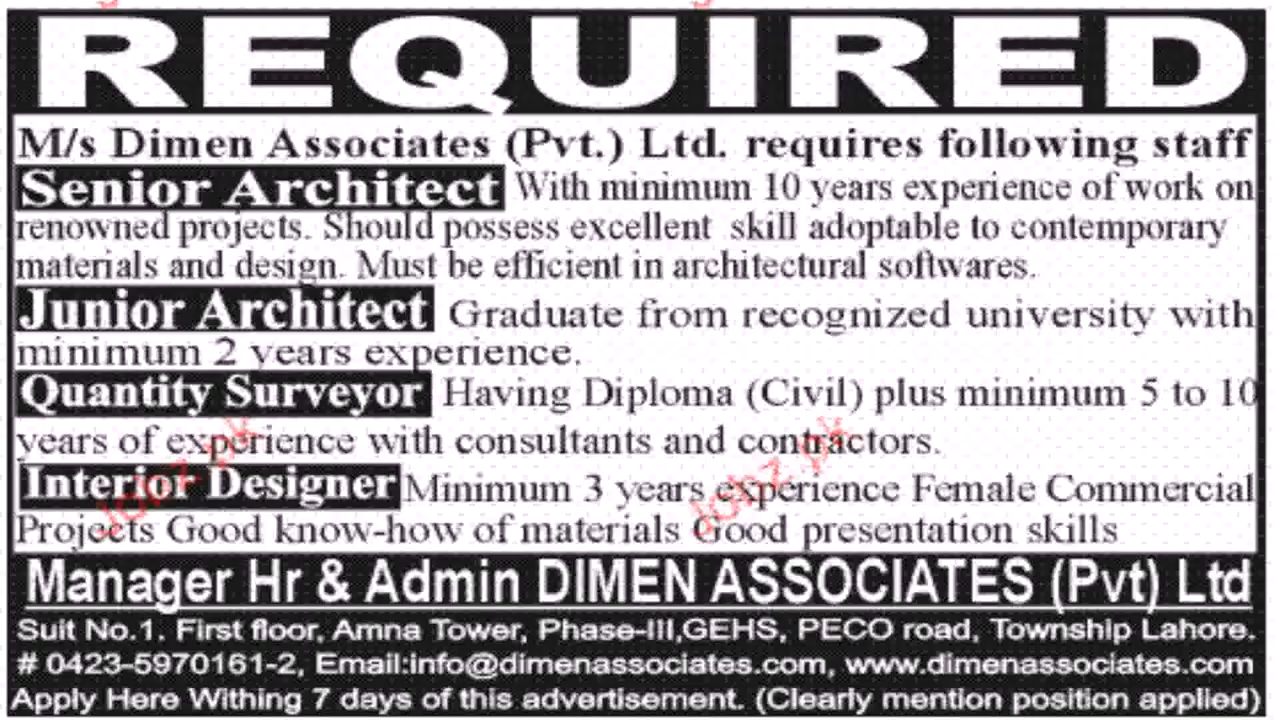 REQUIRED
M/s Dimen Associates (Pvt.) Ltd. requires following staff
Senior Architect With minimum 10 years experience of work on
renowned projects. Should possess excellent skill adoptable to contemporary
materials and design. Must be efficient in architectural softwares.
Junior Architect Graduate from recognized university with
minimum 2 years experience.
Quantity Surveyor Having Diploma (Civil) plus minimum 5 to 10
years of experience with consultants and contractors.
Interior Designer Minimum 3 years experience Female Commercial
Projects Good know-how of materials Good presentation skills
Jobz.pk
Jobz.pk
Manager Hr & Admin DIMEN ASSOCIATES (Pvt) Ltd
Suit No.1. First floor, Amna Tower, Phase-III,GEHS, PECO road, Township Lahore.
# 0423-5970161-2, Email:info@dimenassociates.com, www.dimenassociates.com
Apply Here Withing 7 days of this advertisement. (Clearly mention position applied)